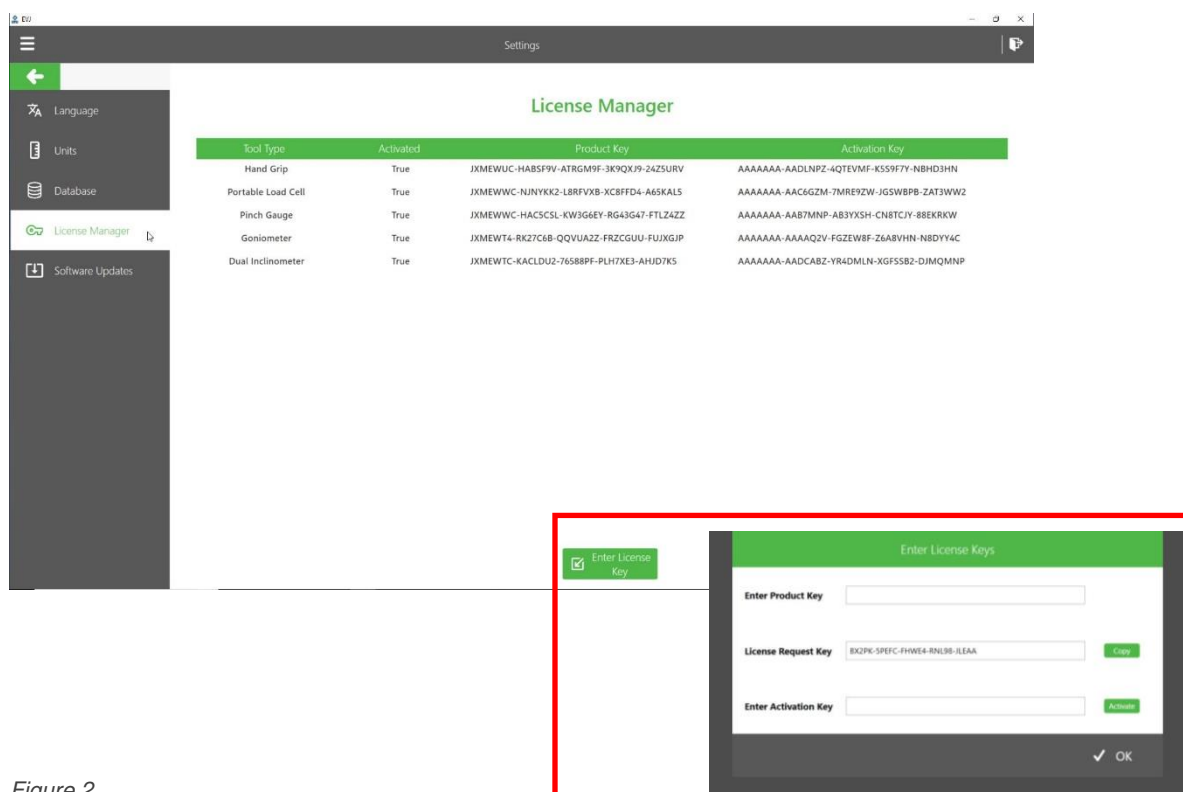 EVJ
Settings
Language
Units
Database
License Manager
Software Updates
License Manager
Tool Type Activated Product Key Activation Key
Hand Grip True JXMEWUC-HABSF9V-ATRGM9F-3K9QXJ9-24Z5URV AAAAAAA-AADLNPZ-4QTEVMF-K5S9F7Y-NBHD3HN
Portable Load Cell True JXMEWWC-NJNYKK2-L8RFVXB-XC8FFD4-A65KAL5 AAAAAAA-AAC6GZM-7MRE9ZW-JGSWBPB-ZAT3WW2
Pinch Gauge True JXMEWWC-HAC5CSL-KW3G6EY-RG43G47-FTLZ4ZZ AAAAAAA-AAB7MNP-AB3YXSH-CN8TCJY-88EKRKW
Goniometer True JXMEWT4-RK27C6B-QQVUA2Z-FRZCGUU-FUJXGJP AAAAAAA-AAAAQ2V-FGZEW8F-Z6A8VHN-N8DYY4C
Dual Inclinometer True JXMEWTC-KACLDU2-76588PF-PLH7XE3-AHJD7K5 AAAAAAA-AADCABZ-YR4DMLN-XGFSSB2-DJMQMNP
Enter License
Key
Enter License Keys
Enter Product Key
License Request Key BX2PK-5PEFC-FHWE4-RNL98-JLEAA Copy
Enter Activation Key Activate
OK
Figure 2